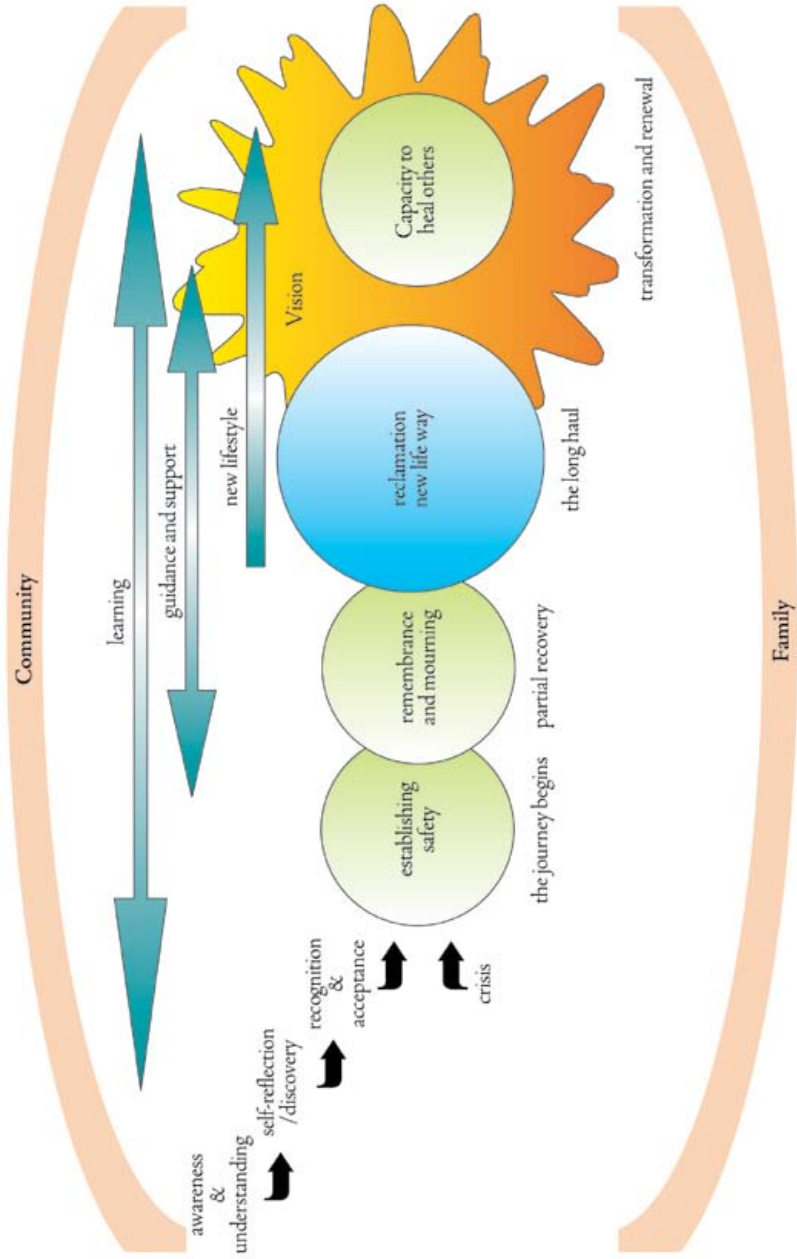 Community
learning
guidance and support
new lifestyle
Vision
awareness
&
understanding
self-reflection
/ discovery
recognition
&
acceptance
crisis
establishing
safety
remembrance
and mourning
reclamation
new life way
Capacity to
heal others
the journey begins
partial recovery
the long haul
transformation and renewal
Family